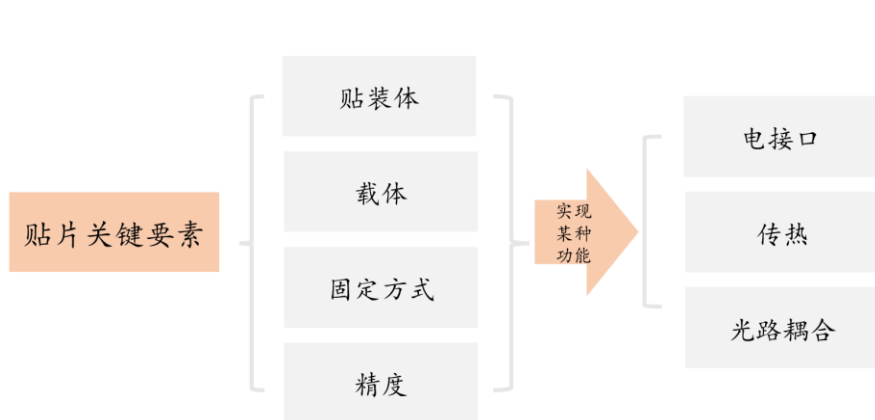 贴片关键要素
贴装体
载体
固定方式
精度
实现
某种
功能
电接口
传热
光路耦合